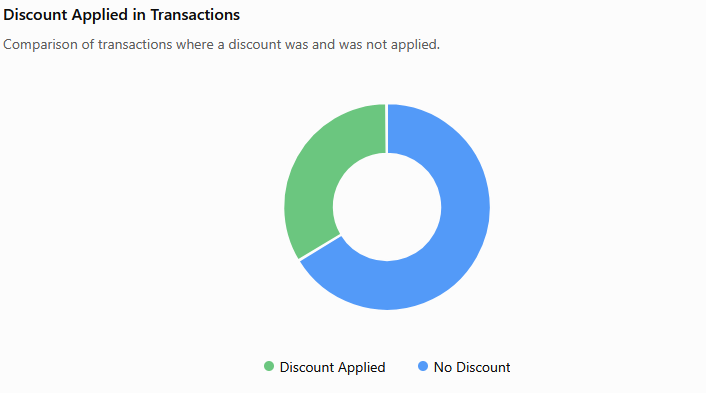 Discount Applied in Transactions
Comparison of transactions where a discount was and was not applied.
Discount Applied
No Discount